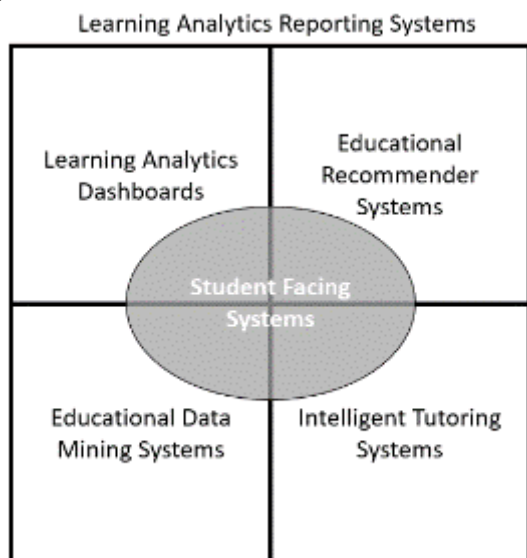 Learning Analytics Reporting Systems
Learning Analytics
Dashboards
Educational
Recommender
Systems
Student Facing
Systems
Educational Data
Mining Systems
Intelligent Tutoring
Systems